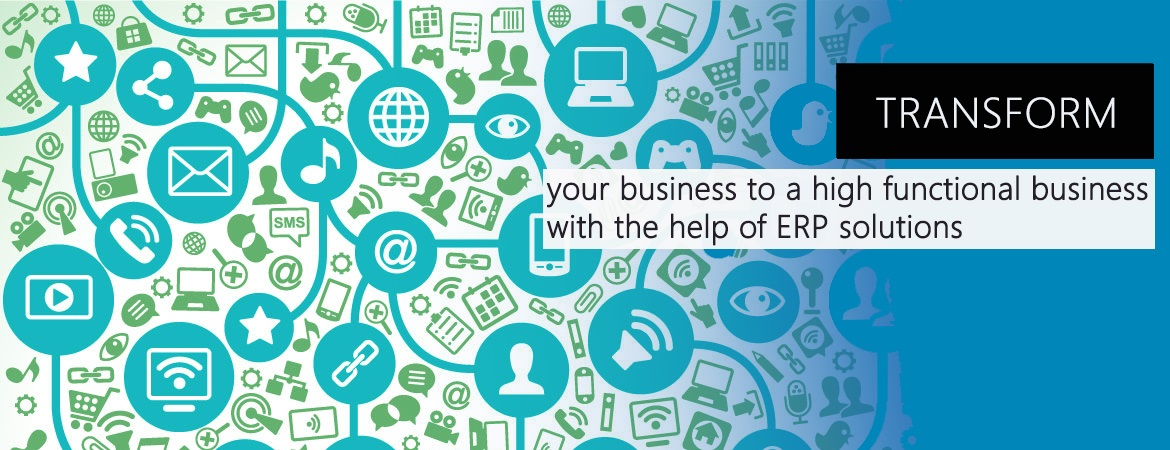 TRANSFORM
your business to a high functional business
with the help of ERP solutions
SMS
@
@
@
@